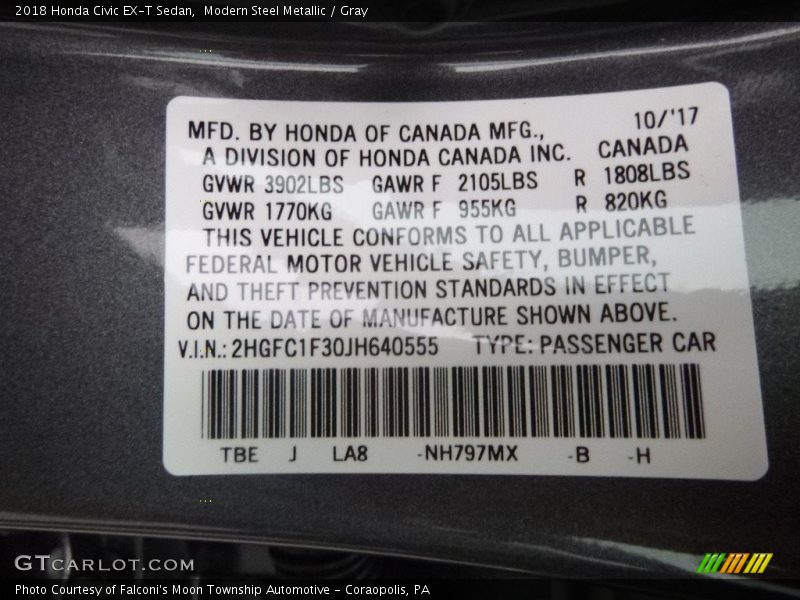 2018 Honda Civic EX-T Sedan,  Modern Steel Metallic / Gray
MFD. BY HONDA OF CANADA MFG., 10/'17
A DIVISION OF HONDA CANADA INC. CANADA
GVWR 3902LBS GAWR F 2105LBS R 1808LBS
GVWR 1770KG GAWR F 955KG R 820KG
THIS VEHICLE CONFORMS TO ALL APPLICABLE
FEDERAL MOTOR VEHICLE SAFETY, BUMPER,
AND THEFT PREVENTION STANDARDS IN EFFECT
ON THE DATE OF MANUFACTURE SHOWN ABOVE.
V.I.N.: 2HGFC1F30JH640555 TYPE: PASSENGER CAR
TBE J LA8 -NH797MX -B -H
GTCARLOT.COM
Photo Courtesy of Falconi's Moon Township Automotive - Coraopolis, PA